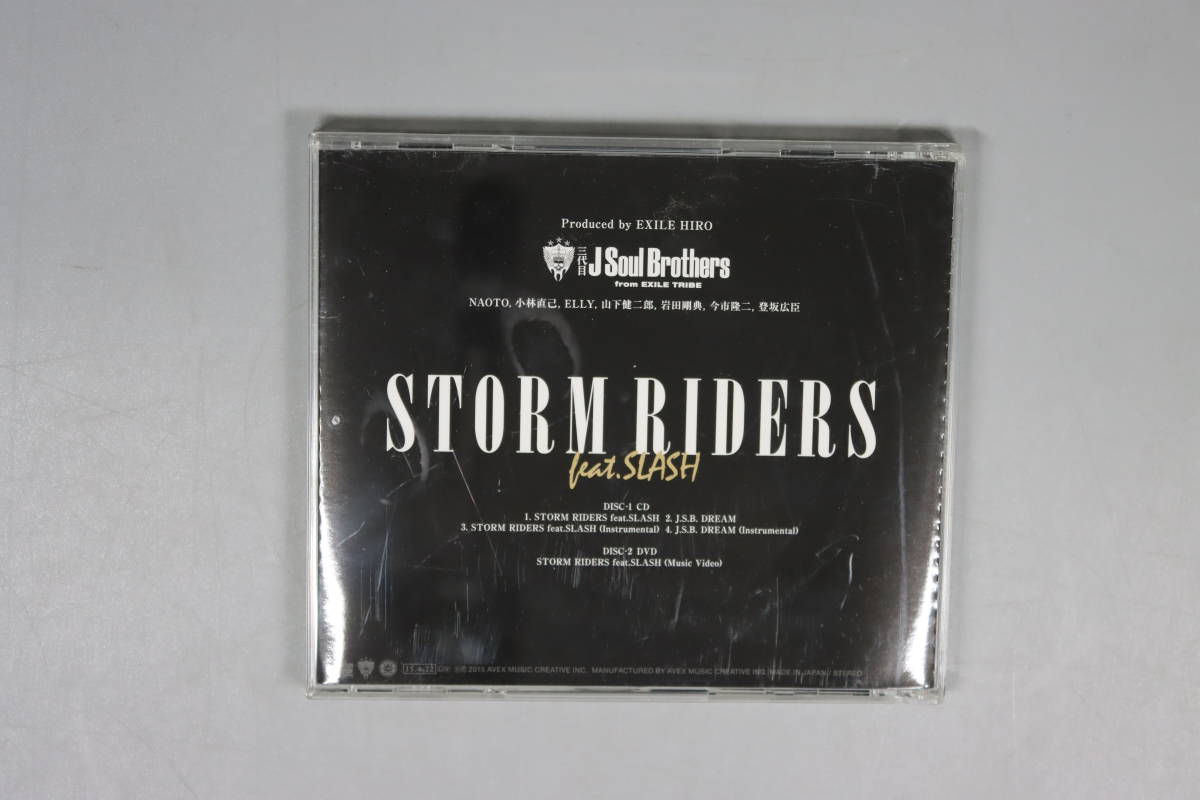 Produced by EXILE HIRO
三代目 J Soul Brothers
from EXILE TRIBE
NAOTO, 小林直己, ELLY, 山下健二郎, 岩田剛典, 今市隆二, 登坂広臣
STORM RIDERS
feat.SLASH
DISC-1 CD
1. STORM RIDERS feat.SLASH 2. J.S.B. DREAM
3. STORM RIDERS feat.SLASH (Instrumental) 4. J.S.B. DREAM (Instrumental)
DISC-2 DVD
STORM RIDERS feat.SLASH (Music Video)
15.4.22 2015 AVEX MUSIC CREATIVE INC. MANUFACTURED BY AVEX MUSIC CREATIVE INC. MADE IN JAPAN / STEREO